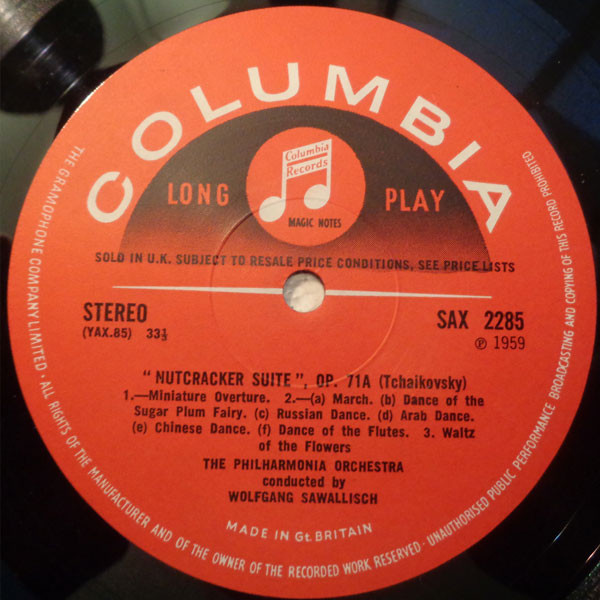 COLUMBIA
Columbia
Records
LONG PLAY
MAGIC NOTES
SOLD IN U.K. SUBJECT TO RESALE PRICE CONDITIONS, SEE PRICE LISTS
STEREO
(YAX.85) 33⅓
SAX 2285
Ⓟ 1959
"NUTCRACKER SUITE", OP. 71A (Tchaikovsky)
1.—Miniature Overture. 2.—(a) March. (b) Dance of the
Sugar Plum Fairy. (c) Russian Dance. (d) Arab Dance.
(e) Chinese Dance. (f) Dance of the Flutes. 3. Waltz
of the Flowers
THE PHILHARMONIA ORCHESTRA
conducted by
WOLFGANG SAWALLISCH
MADE IN Gt. BRITAIN
THE GRAMOPHONE COMPANY LIMITED · ALL RIGHTS OF THE MANUFACTURER AND OF THE OWNER OF THE RECORDED WORK RESERVED · UNAUTHORISED PUBLIC PERFORMANCE BROADCASTING AND COPYING OF THIS RECORD PROHIBITED